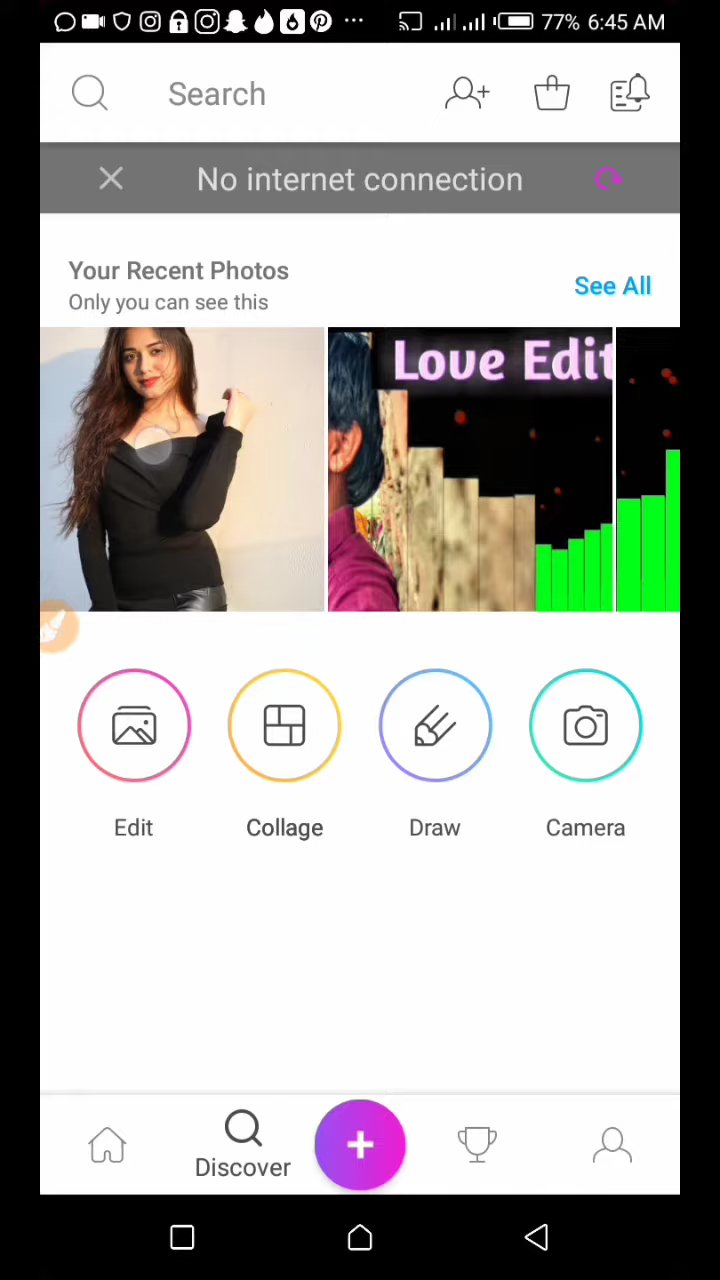 77% 6:45 AM
Search
No internet connection
Your Recent Photos
See All
Only you can see this
Love Edit
Edit Collage Draw Camera
Discover